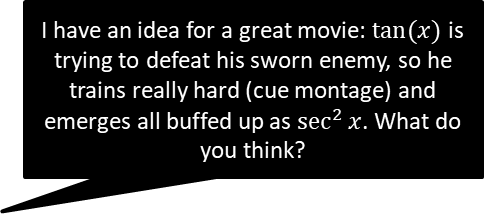 I have an idea for a great movie: tan(x) is
trying to defeat his sworn enemy, so he
trains really hard (cue montage) and
emerges all buffed up as sec² x. What do
you think?